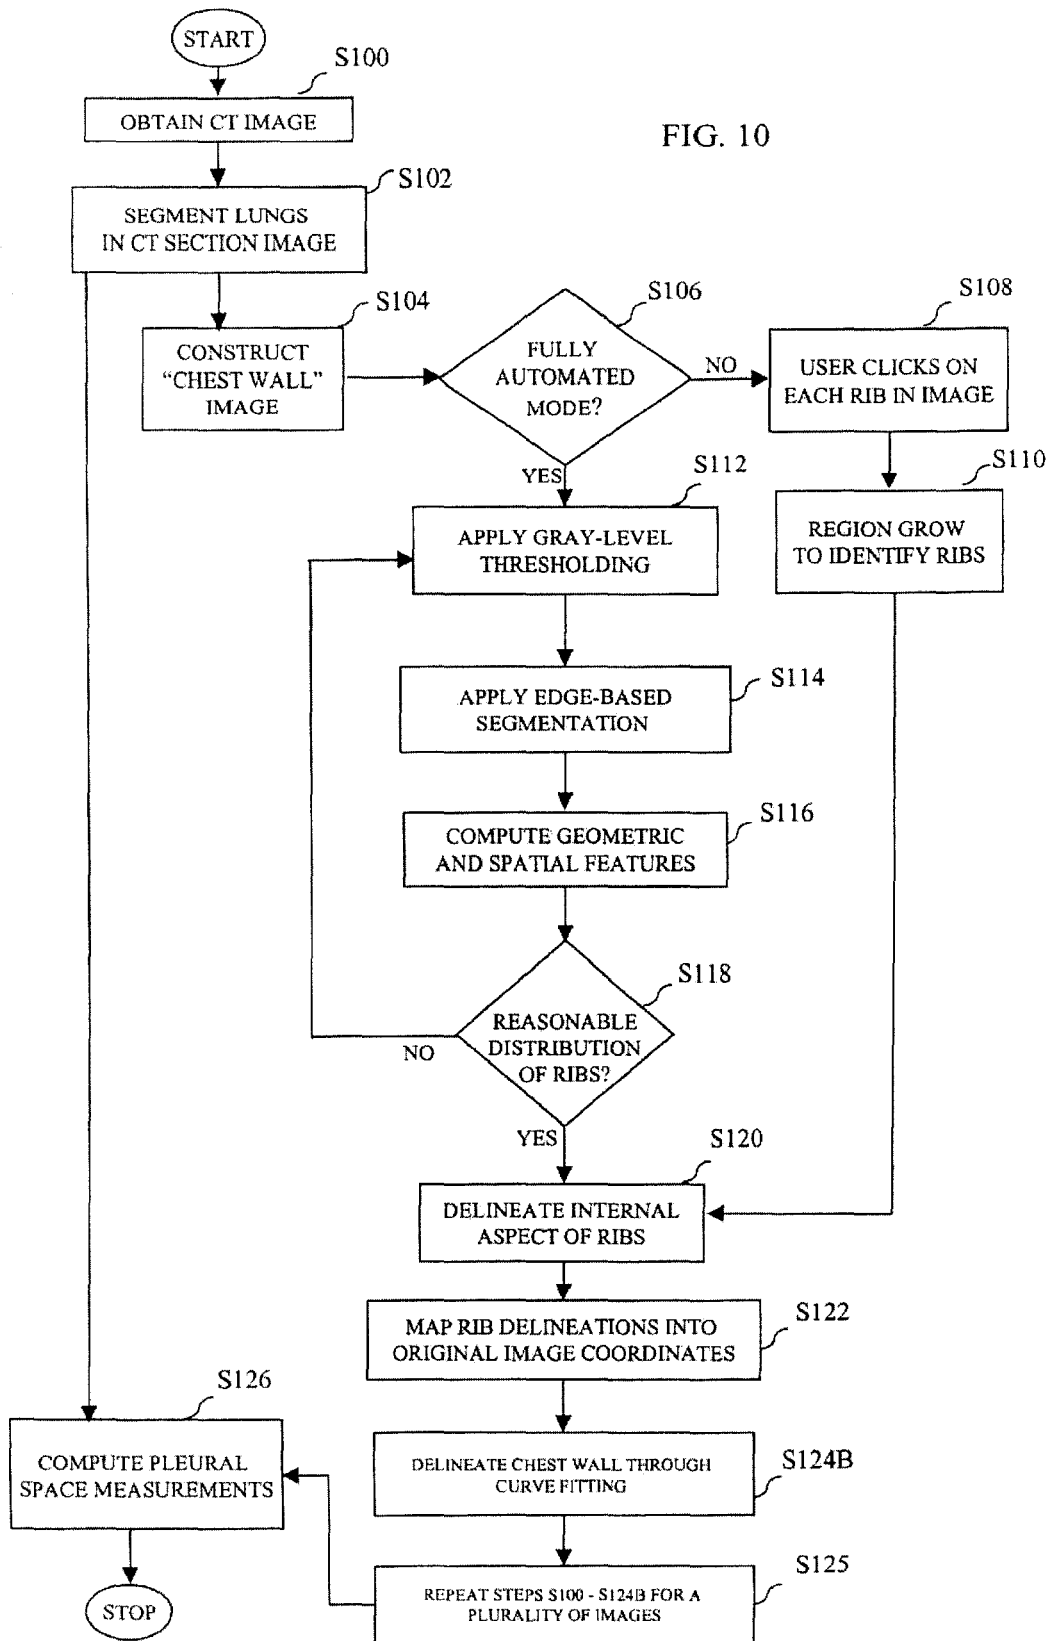 START
S100
OBTAIN CT IMAGE
FIG. 10
S102
SEGMENT LUNGS
IN CT SECTION IMAGE
S104
CONSTRUCT
“CHEST WALL”
IMAGE
S106
FULLY
AUTOMATED
MODE?
NO
S108
USER CLICKS ON
EACH RIB IN IMAGE
S110
REGION GROW
TO IDENTIFY RIBS
YES
S112
APPLY GRAY-LEVEL
THRESHOLDING
S114
APPLY EDGE-BASED
SEGMENTATION
S116
COMPUTE GEOMETRIC
AND SPATIAL FEATURES
S118
REASONABLE
DISTRIBUTION
OF RIBS?
NO
YES
S120
DELINEATE INTERNAL
ASPECT OF RIBS
S122
MAP RIB DELINEATIONS INTO
ORIGINAL IMAGE COORDINATES
S124B
DELINEATE CHEST WALL THROUGH
CURVE FITTING
S125
REPEAT STEPS S100 - S124B FOR A
PLURALITY OF IMAGES
S126
COMPUTE PLEURAL
SPACE MEASUREMENTS
STOP